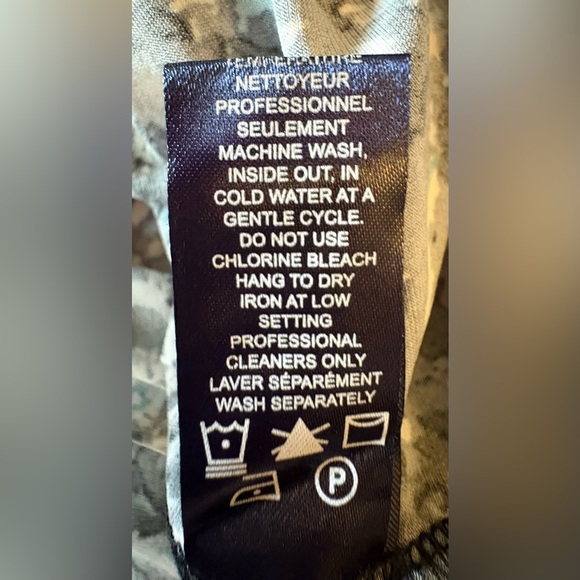 TEMPÉRATURE
NETTOYEUR
PROFESSIONNEL
SEULEMENT
MACHINE WASH,
INSIDE OUT, IN
COLD WATER AT A
GENTLE CYCLE.
DO NOT USE
CHLORINE BLEACH
HANG TO DRY
IRON AT LOW
SETTING
PROFESSIONAL
CLEANERS ONLY
LAVER SÉPARÉMENT
WASH SEPARATELY
P